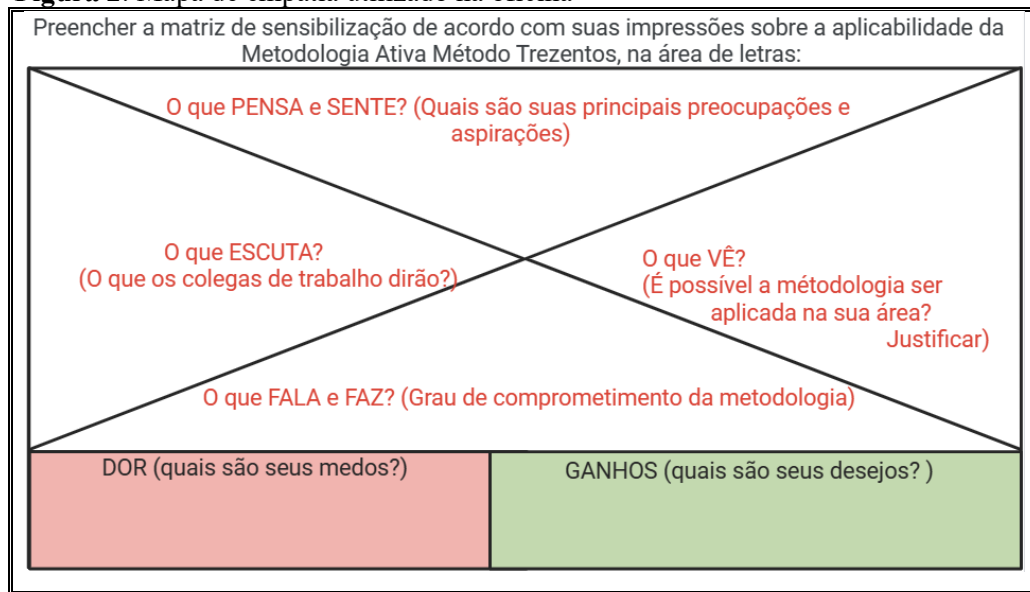 Preencher a matriz de sensibilização de acordo com suas impressões sobre a aplicabilidade da
Metodologia Ativa Método Trezentos, na área de letras:
O que PENSA e SENTE? (Quais são suas principais preocupações e
aspirações)
O que ESCUTA?
(O que os colegas de trabalho dirão?)
O que VÊ?
(É possível a métodologia ser
aplicada na sua área?
Justificar)
O que FALA e FAZ? (Grau de comprometimento da metodologia)
DOR (quais são seus medos?)
GANHOS (quais são seus desejos? )